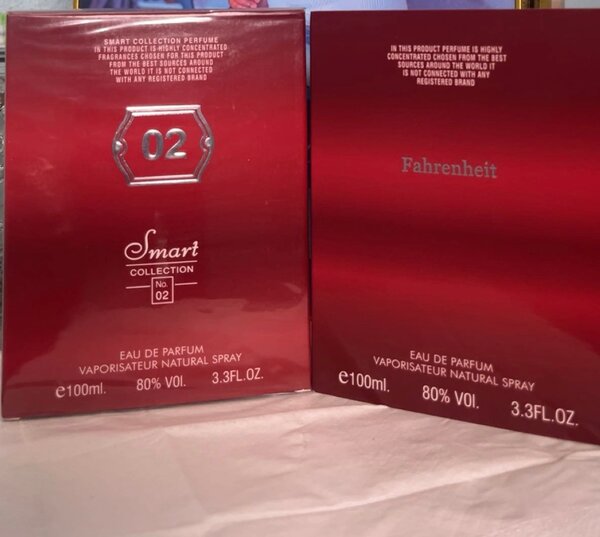 SMART COLLECTION PERFUME
IN THIS PRODUCT IS-HIGHLY CONCENTRATED
FRAGRANCES CHOSEN FOR THIS PRODUCT
FROM THE BEST SOURCES AROUND
THE WORLD IT IS NOT CONNECTED
WITH ANY REGISTERED BRAND
02
Smart
COLLECTION
No.
02
EAU DE PARFUM
VAPORISATEUR NATURAL SPRAY
e100ml. 80% VOl. 3.3FL.OZ.
IN THIS PRODUCT PERFUME IS HIGHLY
CONCENTRATED CHOSEN FROM THE BEST
SOURCES AROUND THE WORLD IT
IS NOT CONNECTED WITH ANY
REGISTERED BRAND
Fahrenheit
EAU DE PARFUM
VAPORISATEUR NATURAL SPRAY
e100ml. 80% VOl. 3.3FL.OZ.